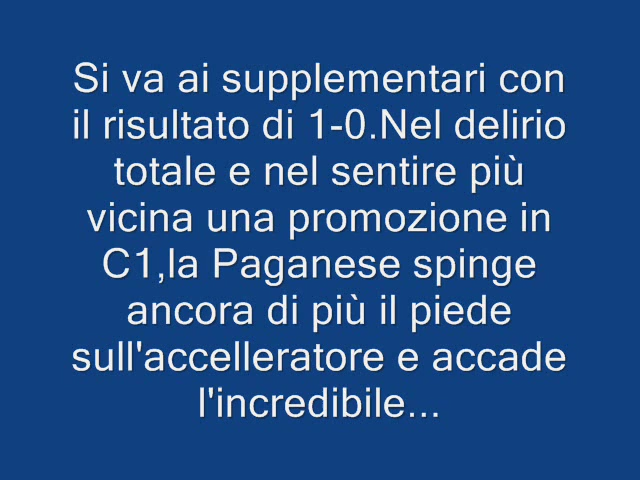 Si va ai supplementari con
il risultato di 1-0.Nel delirio
totale e nel sentire più
vicina una promozione in
C1,la Paganese spinge
ancora di più il piede
sull'accelleratore e accade
l'incredibile...